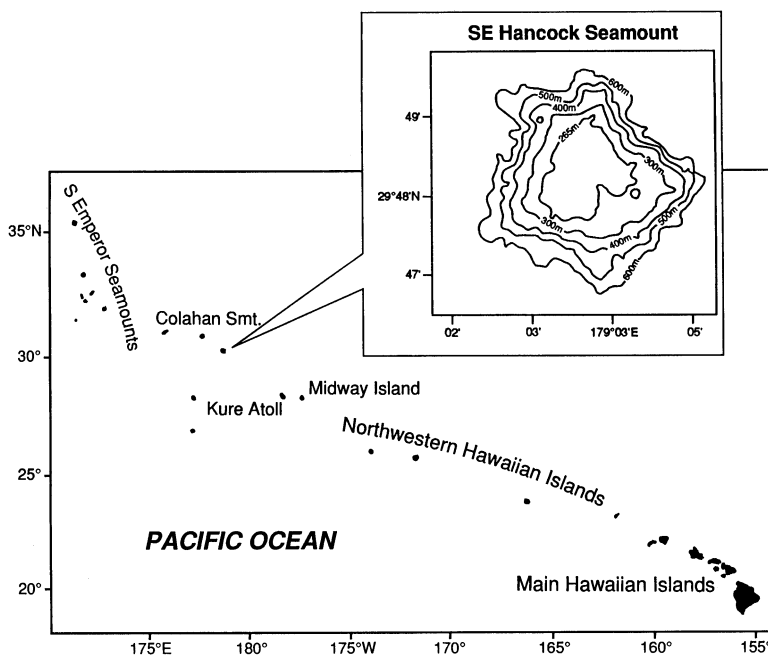 SE Hancock Seamount
600m
500m
400m
49'
265m
300m
29°48'N
300m
500m
400m
47'
600m
02'
03'
179°03'E
05'
S Emperor Seamounts
35°N
Colahan Smt.
30°
Midway Island
Kure Atoll
Northwestern Hawaiian Islands
25°
PACIFIC OCEAN
Main Hawaiian Islands
20°
175°E
180°
175°W
170°
165°
160°
155°